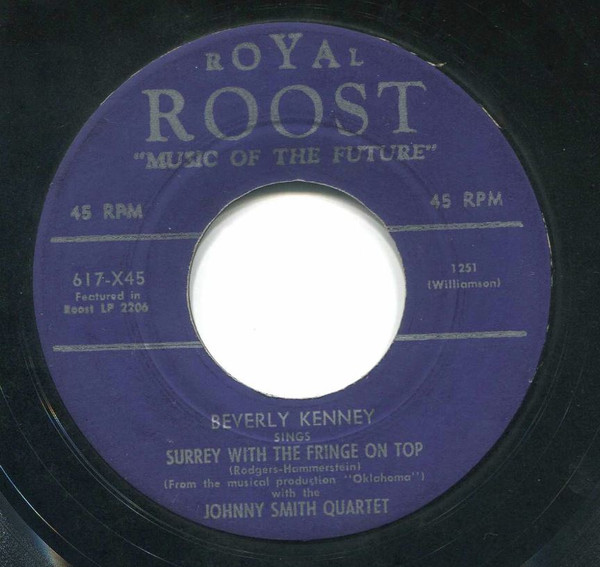 ROYAL
ROOST
"MUSIC OF THE FUTURE"
45 RPM
45 RPM
617-X45
Featured in
Roost LP 2206
1251
(Williamson)
BEVERLY KENNEY
SINGS
SURREY WITH THE FRINGE ON TOP
(Rodgers-Hammerstein)
(From the musical production "Oklahoma")
with the
JOHNNY SMITH QUARTET